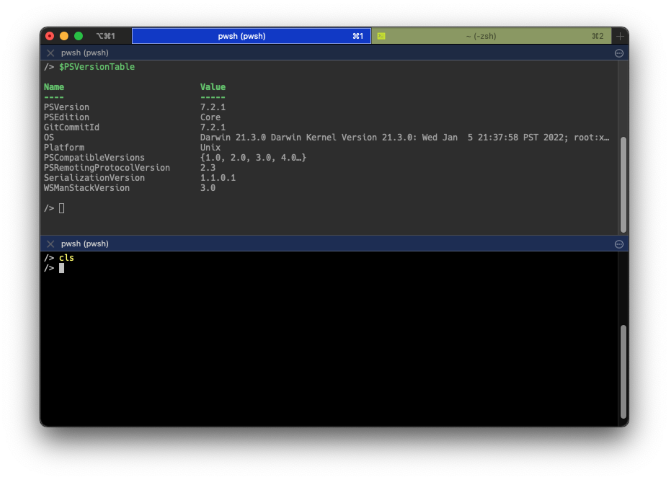 ⌥⌘1 pwsh (pwsh) ⌘1 ~ (-zsh) ⌘2
pwsh (pwsh)
/> $PSVersionTable
Name Value
---- -----
PSVersion 7.2.1
PSEdition Core
GitCommitId 7.2.1
OS Darwin 21.3.0 Darwin Kernel Version 21.3.0: Wed Jan  5 21:37:58 PST 2022; root:x…
Platform Unix
PSCompatibleVersions {1.0, 2.0, 3.0, 4.0…}
PSRemotingProtocolVersion 2.3
SerializationVersion 1.1.0.1
WSManStackVersion 3.0
/>
pwsh (pwsh)
/> cls
/>